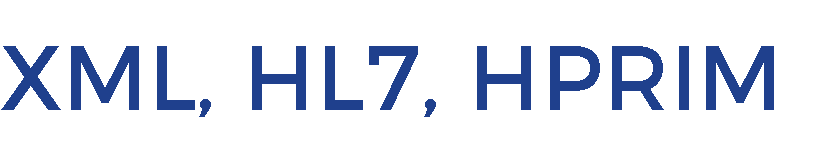 XML, HL7, HPRIM